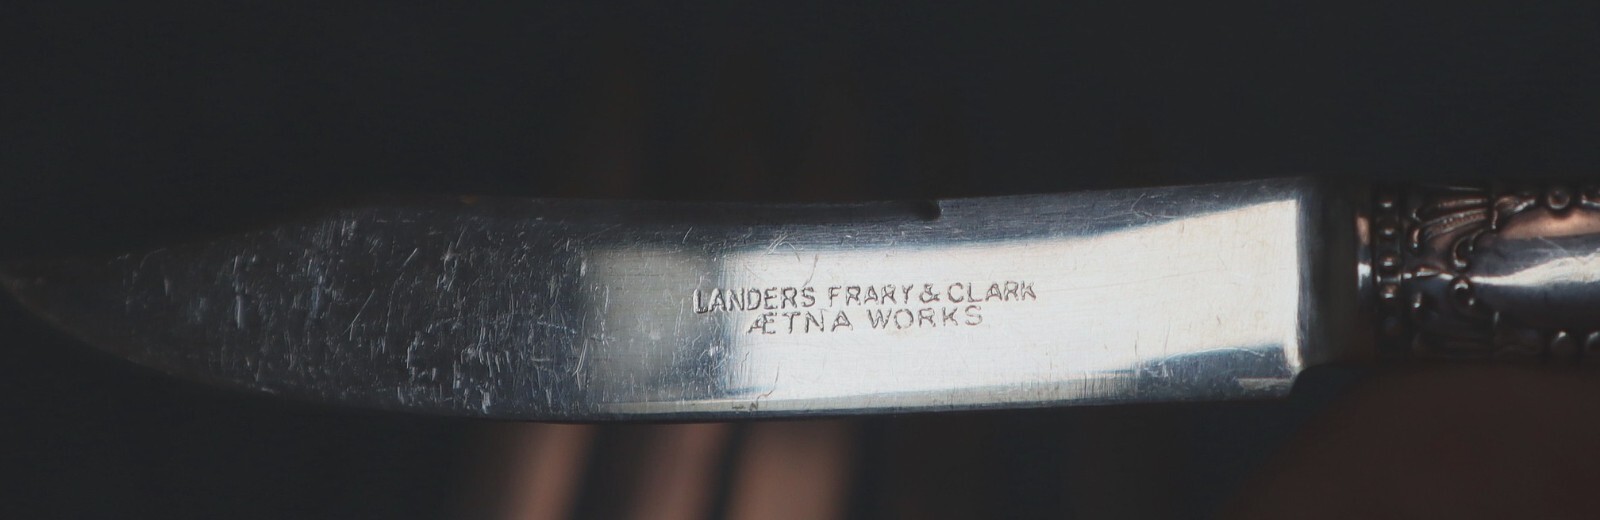 LANDERS FRARY & CLARK
ÆTNA WORKS